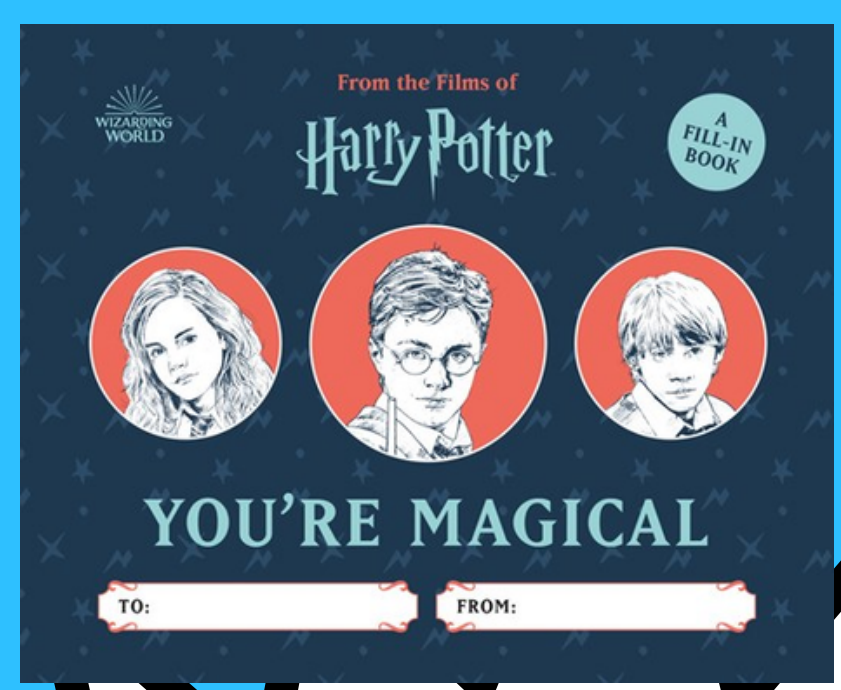 From the Films of
Harry Potter
WIZARDING
WORLD
A
FILL-IN
BOOK
YOU'RE MAGICAL
TO:
FROM: